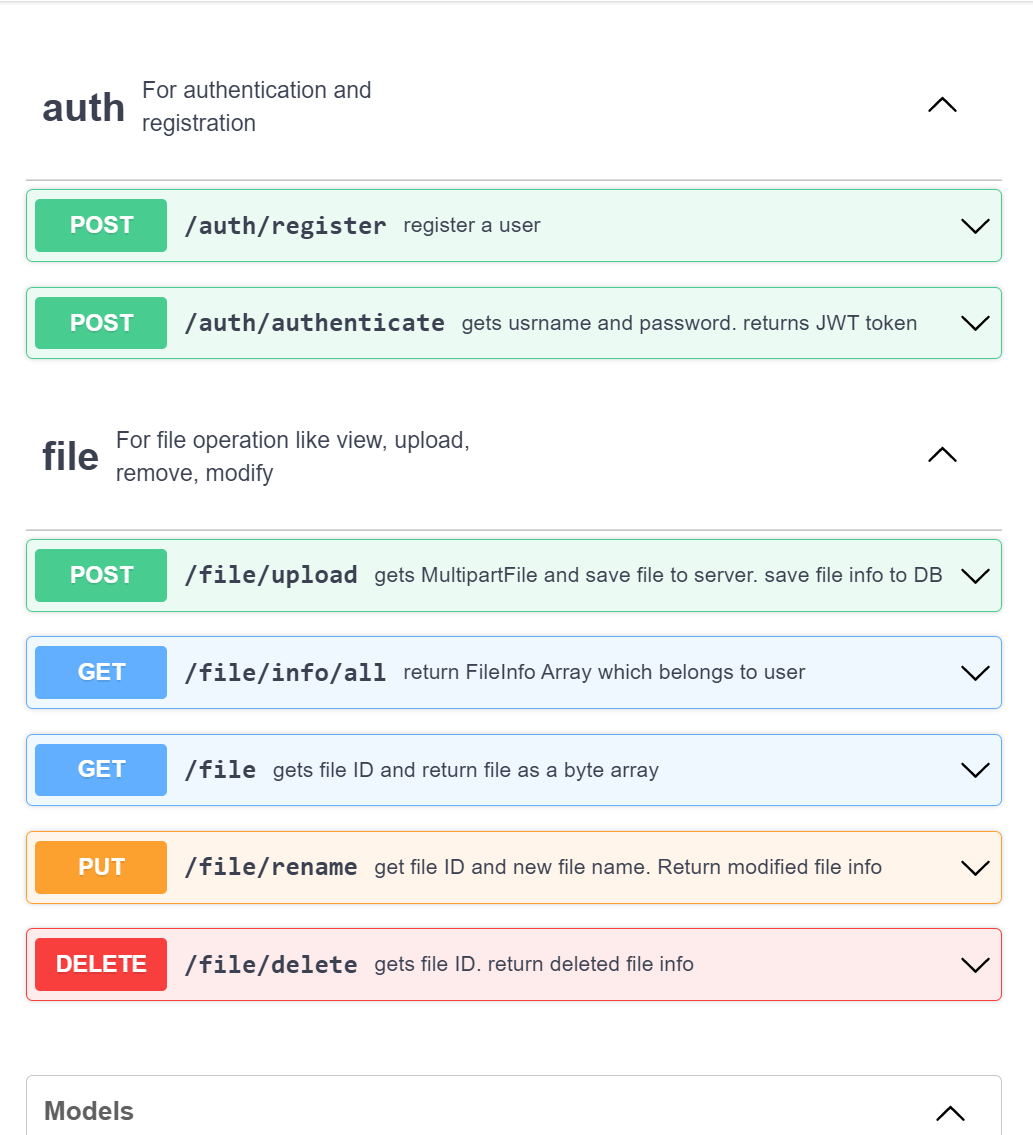 auth For authentication and
registration
POST /auth/register register a user
POST /auth/authenticate gets usrname and password. returns JWT token
file For file operation like view, upload,
remove, modify
POST /file/upload gets MultipartFile and save file to server. save file info to DB
GET /file/info/all return FileInfo Array which belongs to user
GET /file gets file ID and return file as a byte array
PUT /file/rename get file ID and new file name. Return modified file info
DELETE /file/delete gets file ID. return deleted file info
Models